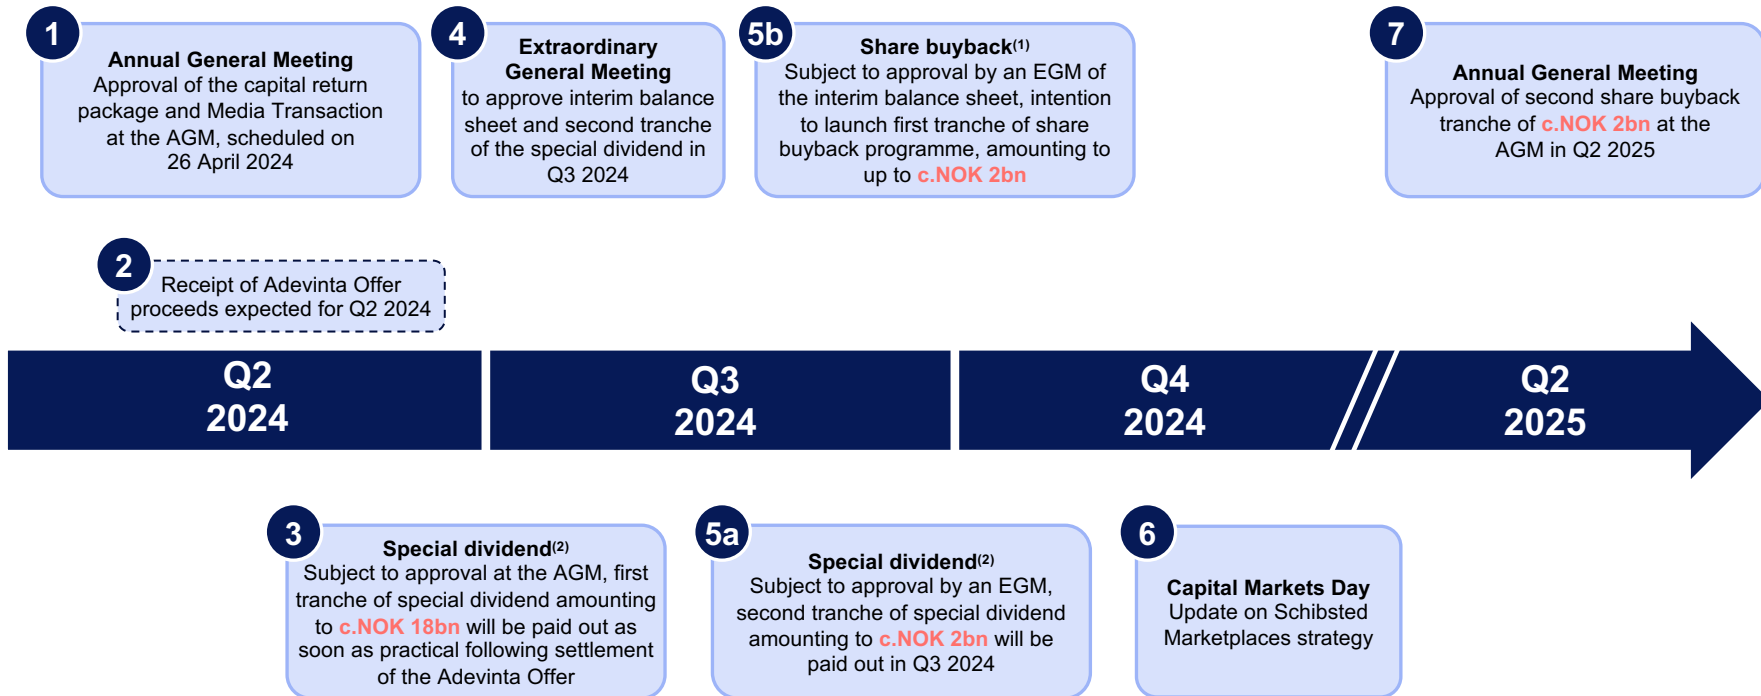 1
Annual General Meeting
Approval of the capital return
package and Media Transaction
at the AGM, scheduled on
26 April 2024
4
Extraordinary
General Meeting
to approve interim balance
sheet and second tranche
of the special dividend in
Q3 2024
5b
Share buyback(1)
Subject to approval by an EGM of
the interim balance sheet, intention
to launch first tranche of share
buyback programme, amounting to
up to c.NOK 2bn
7
Annual General Meeting
Approval of second share buyback
tranche of c.NOK 2bn at the
AGM in Q2 2025
2
Receipt of Adevinta Offer
proceeds expected for Q2 2024
Q2
2024
Q3
2024
Q4
2024
Q2
2025
3
Special dividend(2)
Subject to approval at the AGM, first
tranche of special dividend amounting
to c.NOK 18bn will be paid out as
soon as practical following settlement
of the Adevinta Offer
5a
Special dividend(2)
Subject to approval by an EGM,
second tranche of special dividend
amounting to c.NOK 2bn will be
paid out in Q3 2024
6
Capital Markets Day
Update on Schibsted
Marketplaces strategy